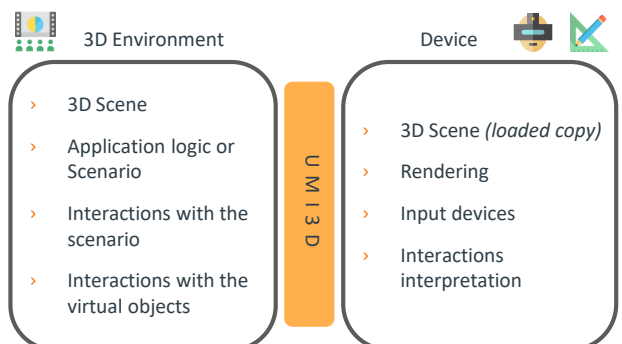 3D Environment
› 3D Scene
› Application logic or
Scenario
› Interactions with the
scenario
› Interactions with the
virtual objects
UMI3D
Device
› 3D Scene (loaded copy)
› Rendering
› Input devices
› Interactions
interpretation